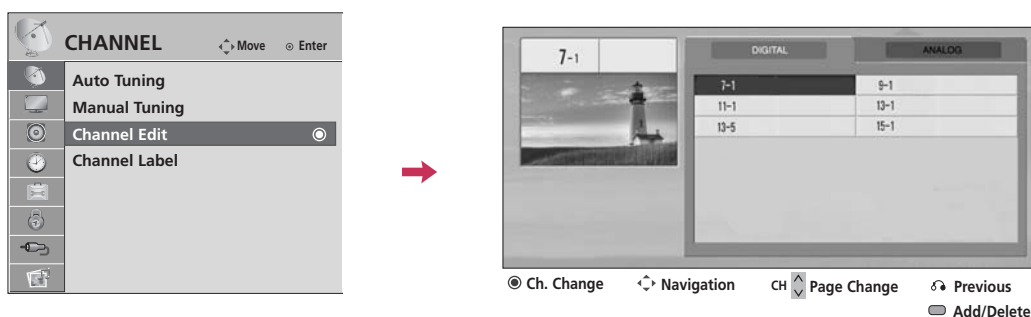 CHANNEL Move Enter
Auto Tuning
Manual Tuning
Channel Edit
Channel Label
7-1
DIGITAL ANALOG
7-1 9-1
11-1 13-1
13-5 15-1
Ch. Change Navigation CH Page Change Previous
Add/Delete